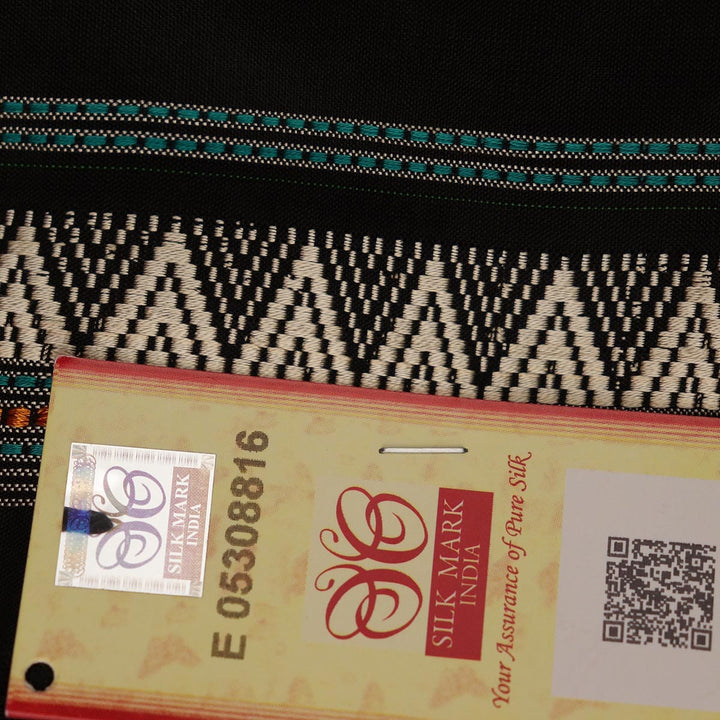 SILK MARK
INDIA
E 05308816
SILK MARK
INDIA
Your Assurance of Pure Silk